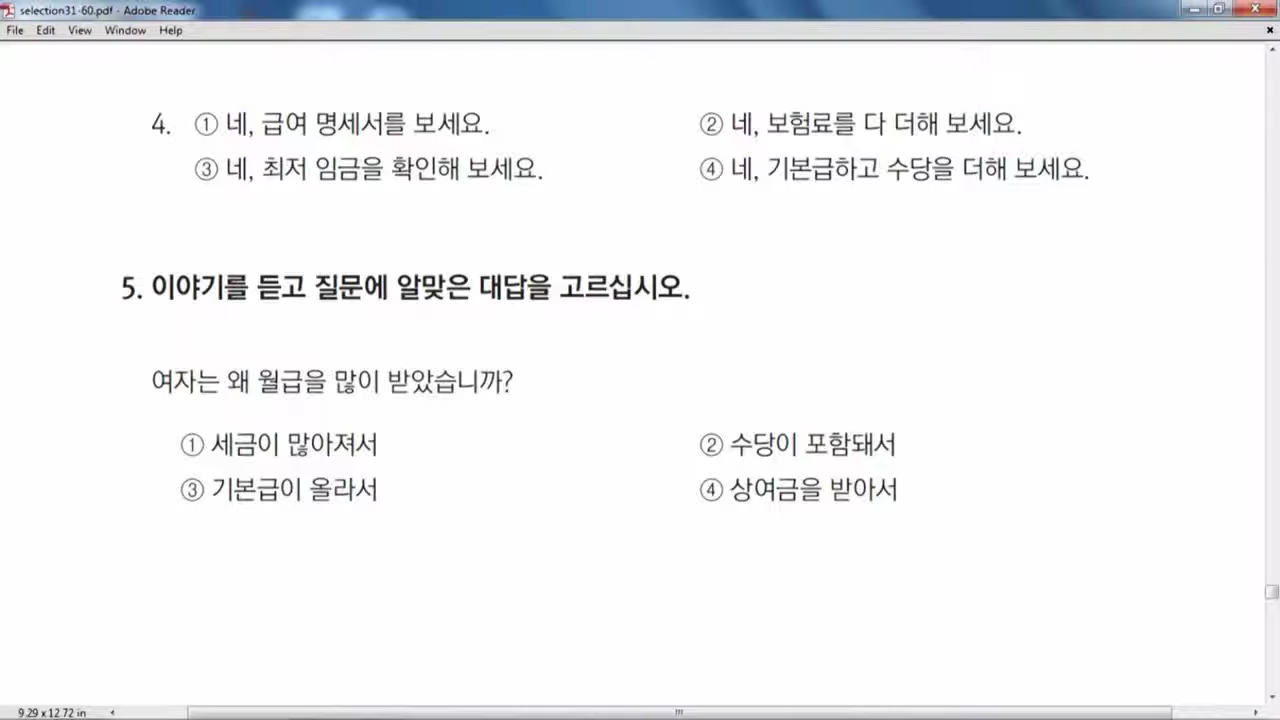 selection31-60.pdf - Adobe Reader
File Edit View Window Help
4. ① 네, 급여 명세서를 보세요. ② 네, 보험료를 다 더해 보세요.
③ 네, 최저 임금을 확인해 보세요. ④ 네, 기본급하고 수당을 더해 보세요.
5. 이야기를 듣고 질문에 알맞은 대답을 고르십시오.
여자는 왜 월급을 많이 받았습니까?
① 세금이 많아져서 ② 수당이 포함돼서
③ 기본급이 올라서 ④ 상여금을 받아서
9.29 x 12.72 in